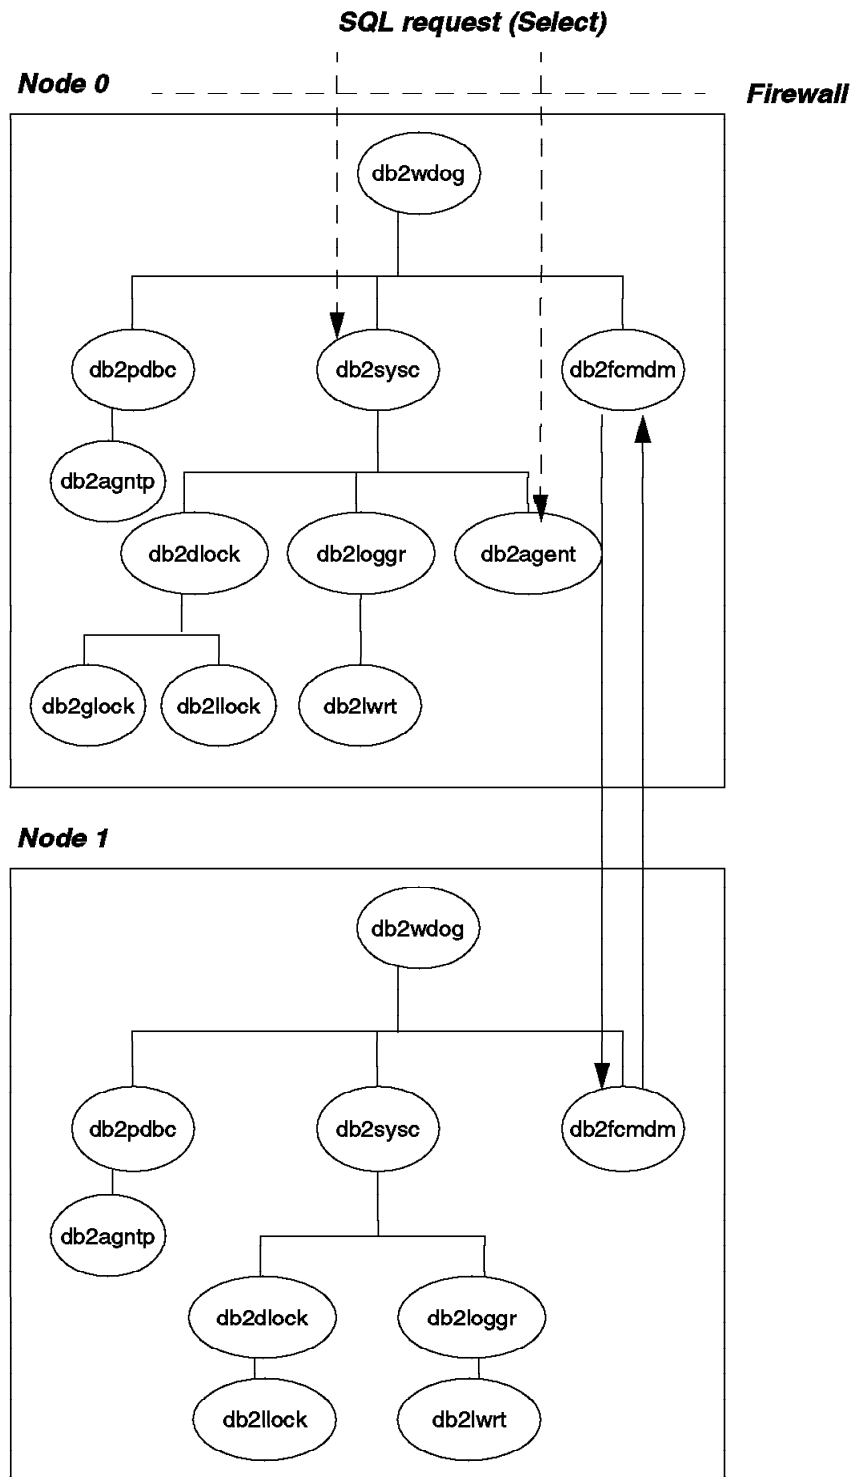 SQL request (Select)
Node 0
Firewall
db2wdog
db2pdbc
db2sysc
db2fcmdm
db2agntp
db2dlock
db2loggr
db2agent
db2glock
db2llock
db2lwrt
Node 1
db2wdog
db2pdbc
db2sysc
db2fcmdm
db2agntp
db2dlock
db2loggr
db2llock
db2lwrt